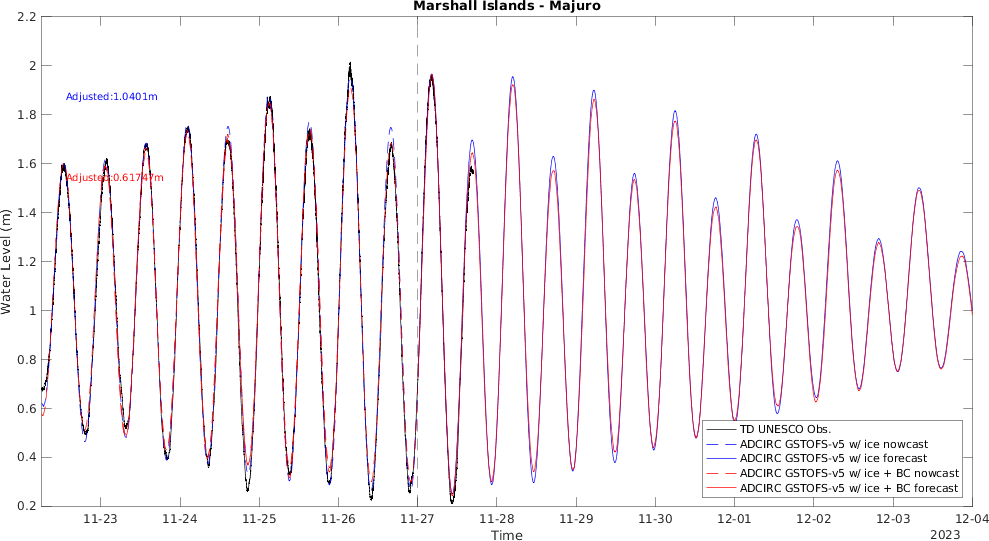 Marshall Islands - Majuro
2.2
2
1.8
1.6
1.4
1.2
1
0.8
0.6
0.4
0.2
Water Level (m)
Adjusted:1.0401m
Adjusted:0.61747m
TD UNESCO Obs.
ADCIRC GSTOFS-v5 w/ ice nowcast
ADCIRC GSTOFS-v5 w/ ice forecast
ADCIRC GSTOFS-v5 w/ ice + BC nowcast
ADCIRC GSTOFS-v5 w/ ice + BC forecast
11-23 11-24 11-25 11-26 11-27 11-28 11-29 11-30 12-01 12-02 12-03 12-04
Time
2023